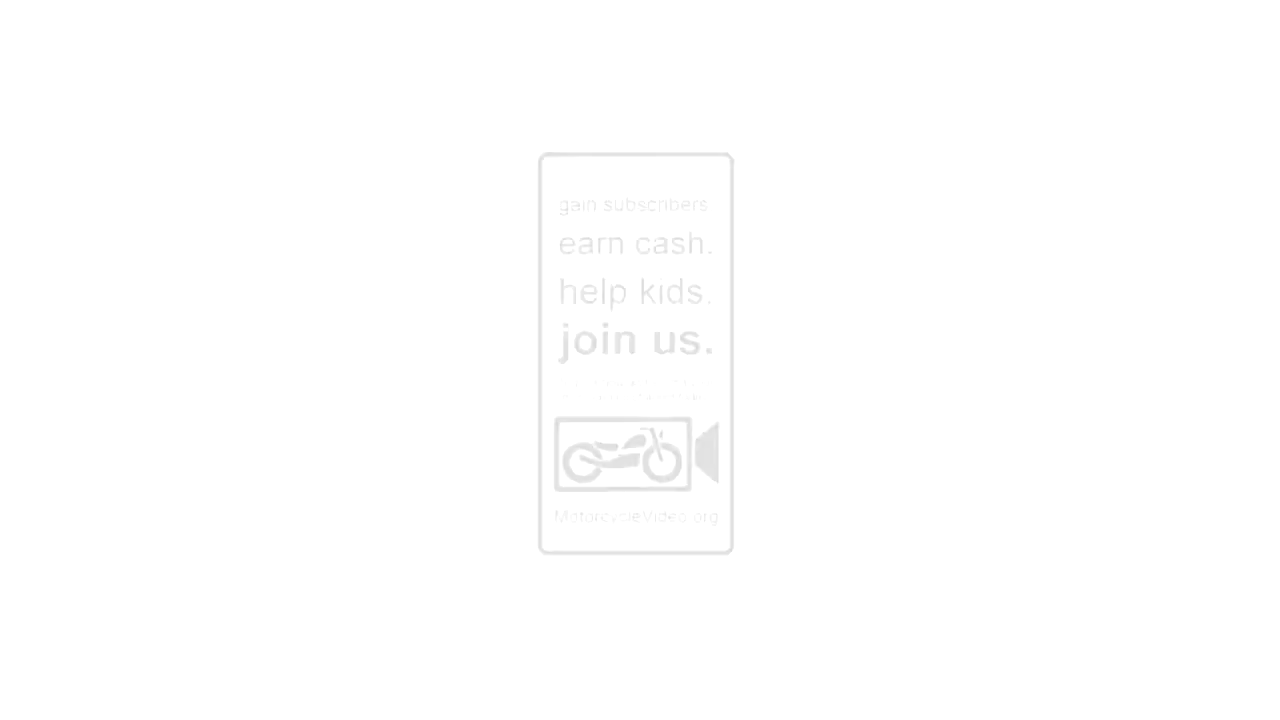 gain subscribers
earn cash.
help kids.
join us.
MotorcycleVideo.org